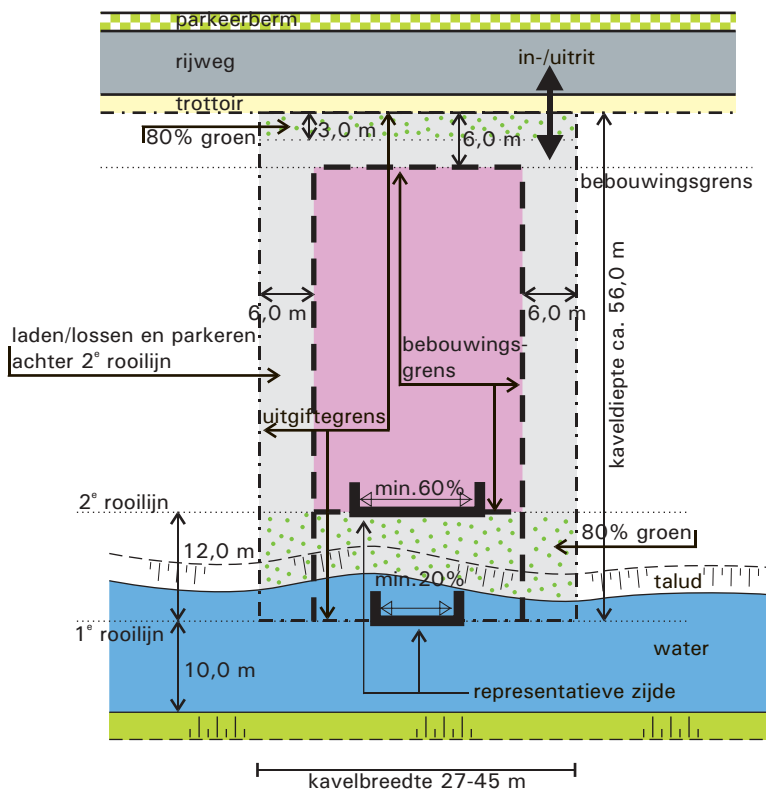 parkeerberm
rijweg
in-/uitrit
trottoir
80% groen
3,0 m
6,0 m
bebouwingsgrens
6,0 m
6,0 m
laden/lossen en parkeren
achter 2e rooilijn
bebouwings-
grens
uitgiftegrens
kaveldiepte ca. 56,0 m
min.60%
2e rooilijn
80% groen
12,0 m
min.20%
talud
1e rooilijn
water
10,0 m
representatieve zijde
kavelbreedte 27-45 m